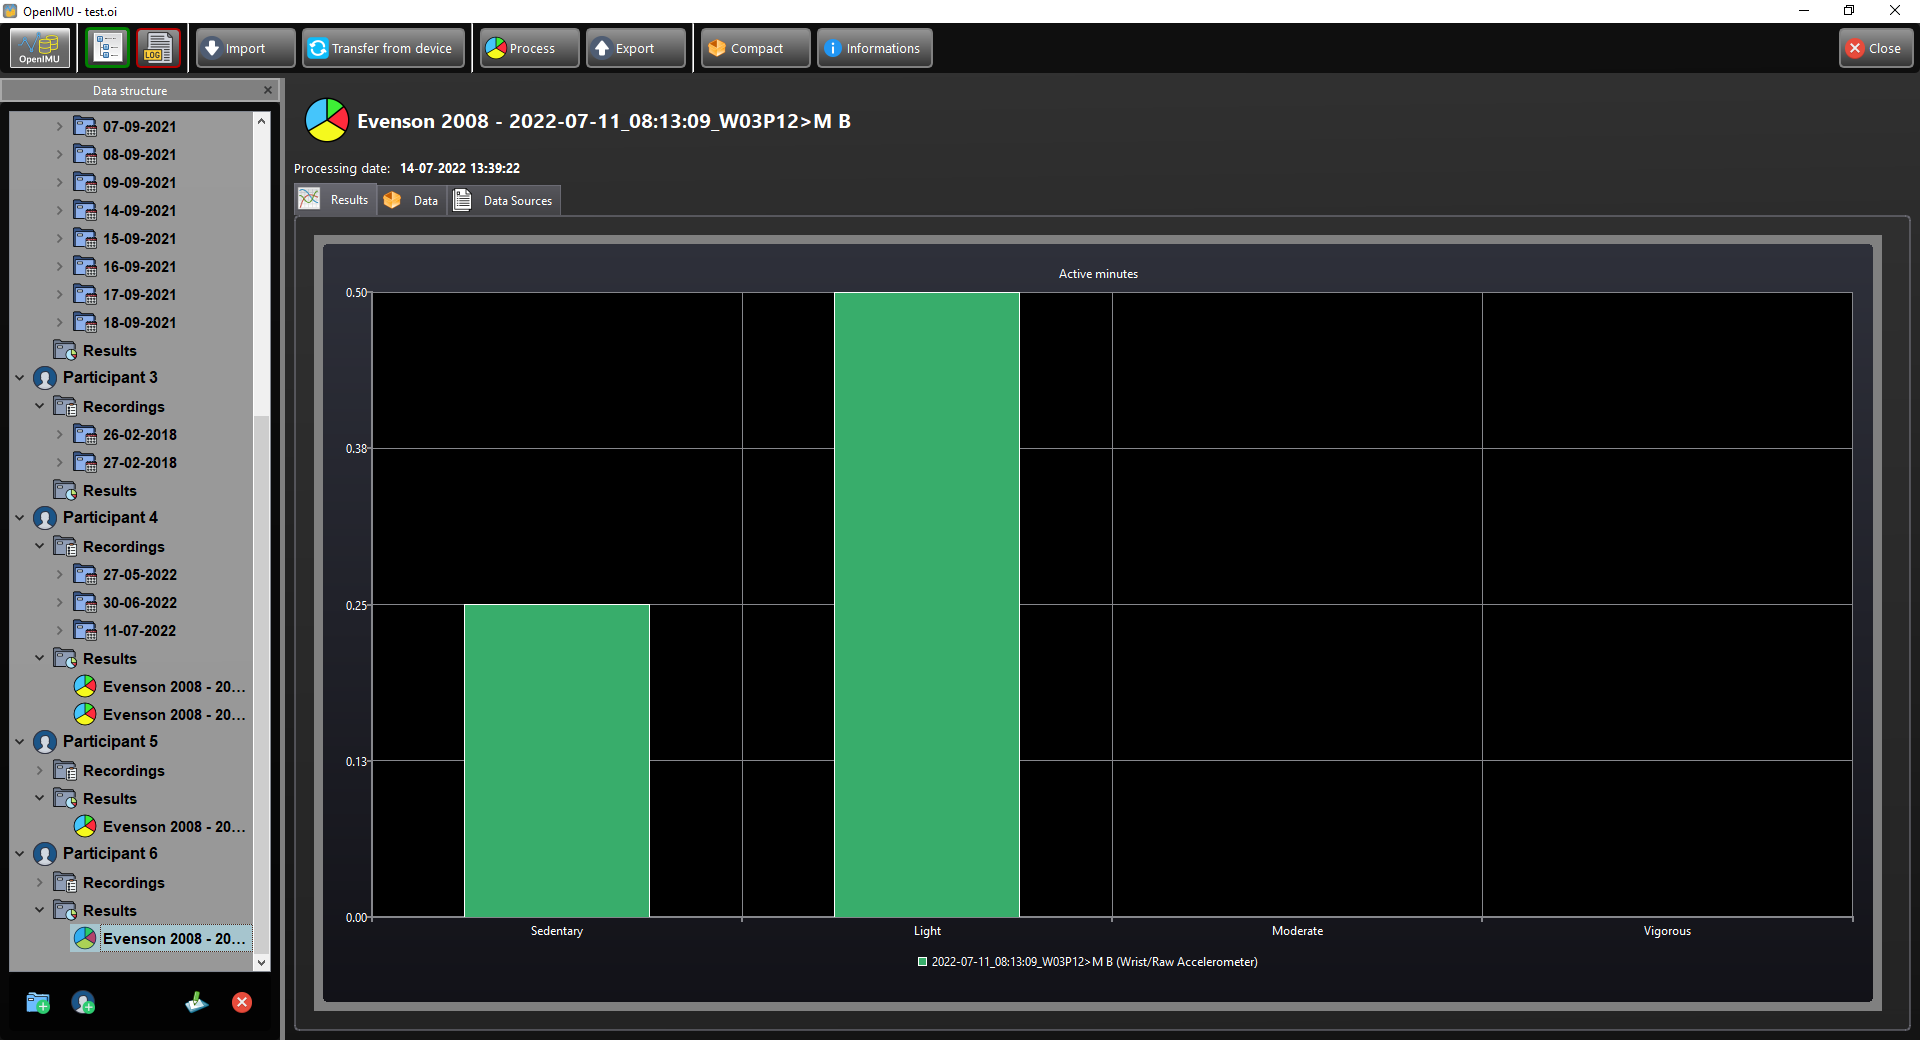 OpenIMU - test.oi
OpenIMU
LOG
Import
Transfer from device
Process
Export
Compact
Informations
Close
Data structure
07-09-2021
08-09-2021
09-09-2021
14-09-2021
15-09-2021
16-09-2021
17-09-2021
18-09-2021
Results
Participant 3
Recordings
26-02-2018
27-02-2018
Results
Participant 4
Recordings
27-05-2022
30-06-2022
11-07-2022
Results
Evenson 2008 - 20...
Evenson 2008 - 20...
Participant 5
Recordings
Results
Evenson 2008 - 20...
Participant 6
Recordings
Results
Evenson 2008 - 20...
Evenson 2008 - 2022-07-11_08:13:09_W03P12>M B
Processing date: 14-07-2022 13:39:22
Results
Data
Data Sources
Active minutes
0.50
0.38
0.25
0.13
0.00
Sedentary
Light
Moderate
Vigorous
2022-07-11_08:13:09_W03P12>M B (Wrist/Raw Accelerometer)